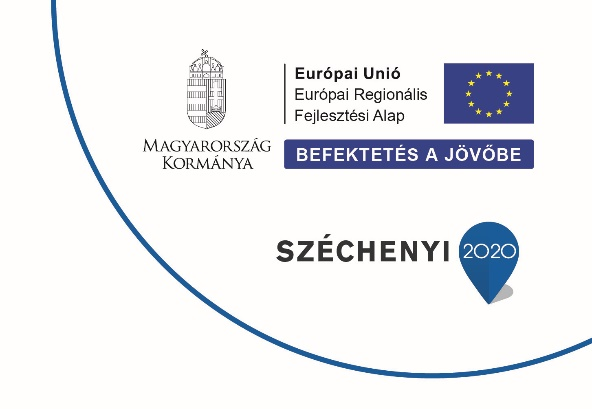 Európai Unió
Európai Regionális
Fejlesztési Alap
MAGYARORSZÁG
KORMÁNYA
BEFEKTETÉS A JÖVŐBE
SZÉCHENYI 2020